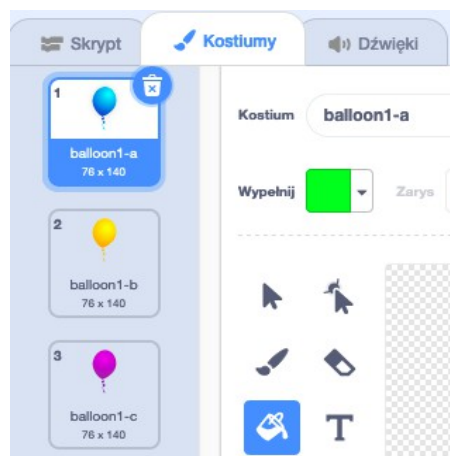 Skrypt Kostiumy Dźwięki
1
balloon1-a
76 x 140
2
balloon1-b
76 x 140
3
balloon1-c
76 x 140
Kostium balloon1-a
Wypełnij Zarys
T